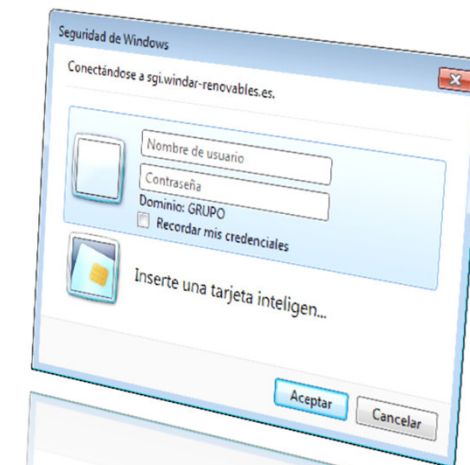 Seguridad de Windows
Conectándose a sgi.windar-renovables.es.
Nombre de usuario
Contraseña
Dominio: GRUPO
Recordar mis credenciales
Inserte una tarjeta inteligen...
Aceptar
Cancelar